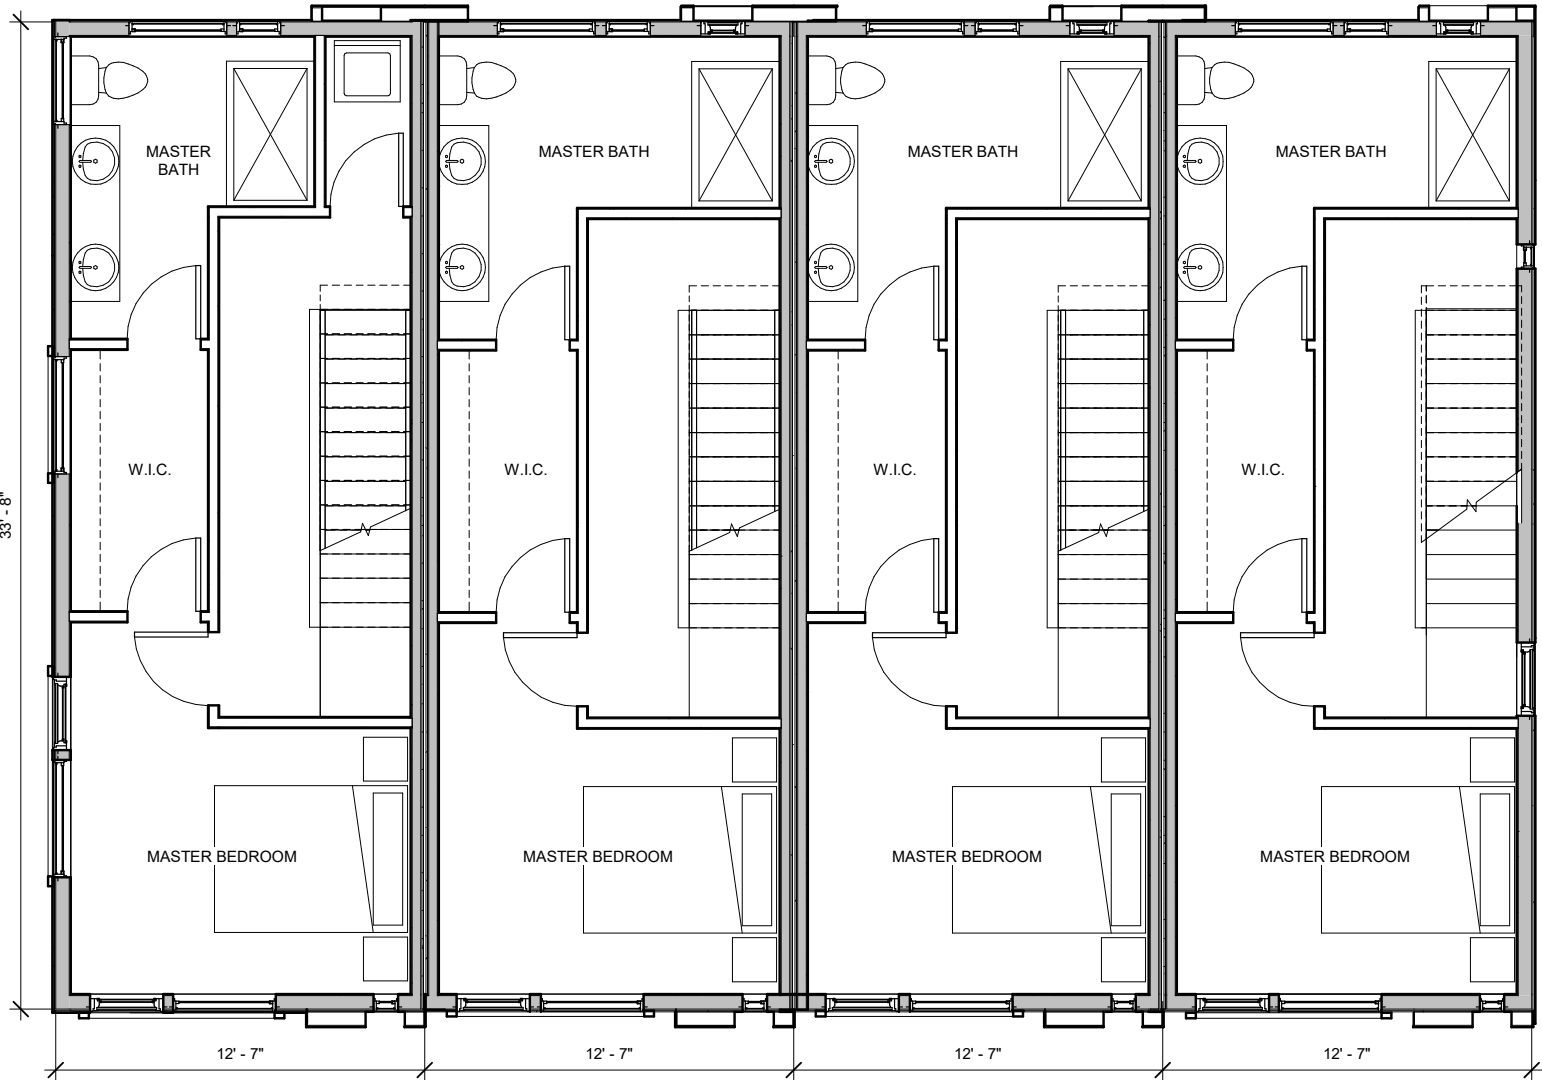 MASTER
BATH
MASTER BATH
MASTER BATH
MASTER BATH
W.I.C.
W.I.C.
W.I.C.
W.I.C.
33' - 8"
MASTER BEDROOM
MASTER BEDROOM
MASTER BEDROOM
MASTER BEDROOM
12' - 7"
12' - 7"
12' - 7"
12' - 7"